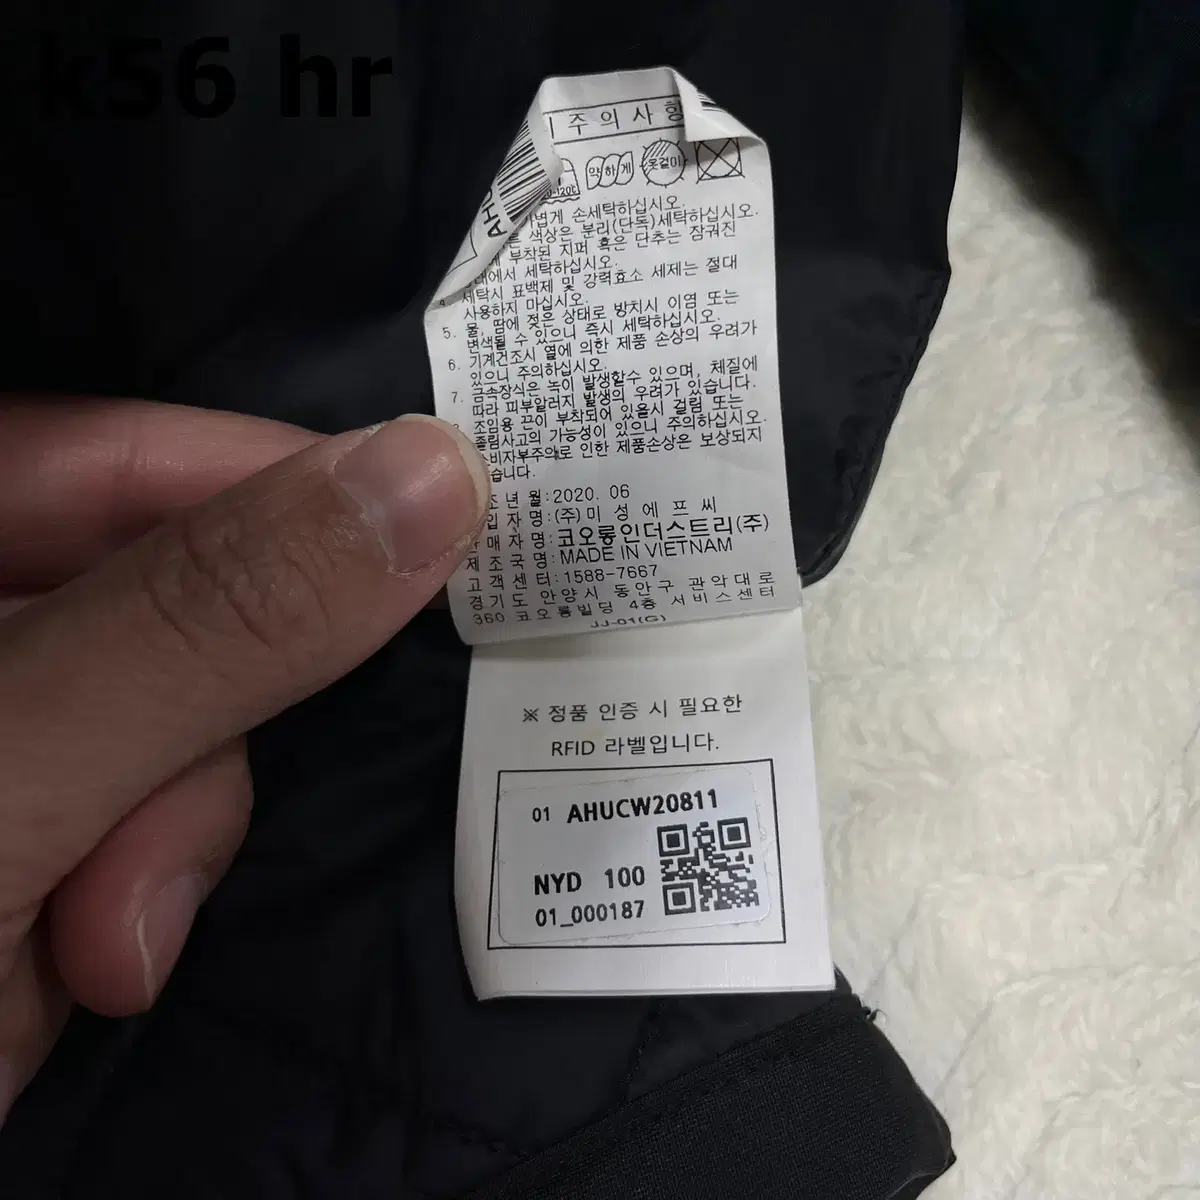 k56 hr
주의사항
약하게
옷걸이
가볍게 손세탁하십시오.
색상은 분리(단독)세탁하십시오.
부착된 지퍼 혹은 단추는 잠궈진
상태에서 세탁하십시오.
4. 세탁시 표백제 및 강력효소 세제는 절대
사용하지 마십시오.
5. 물, 땀에 젖은 상태로 방치시 이염 또는
변색될 수 있으니 즉시 세탁하십시오.
6. 기계건조시 열에 의한 제품 손상의 우려가
있으니 주의하십시오.
7. 금속장식은 녹이 발생할수 있으며, 체질에
따라 피부알러지 발생의 우려가 있습니다.
조임용 끈이 부착되어 있을시 걸림 또는
졸림사고의 가능성이 있으니 주의하십시오.
소비자부주의로 인한 제품손상은 보상되지
습니다.
조년월:2020. 06
입자명:(주)미성에프씨
매자명:코오롱인더스트리(주)
제조국명:MADE IN VIETNAM
고객센터:1588-7667
경기도 안양시 동안구 관악대로
360 코오롱빌딩 4층 서비스센터
JJ-01(G)
※ 정품 인증 시 필요한
RFID 라벨입니다.
01 AHUCW20811
NYD 100
01_000187